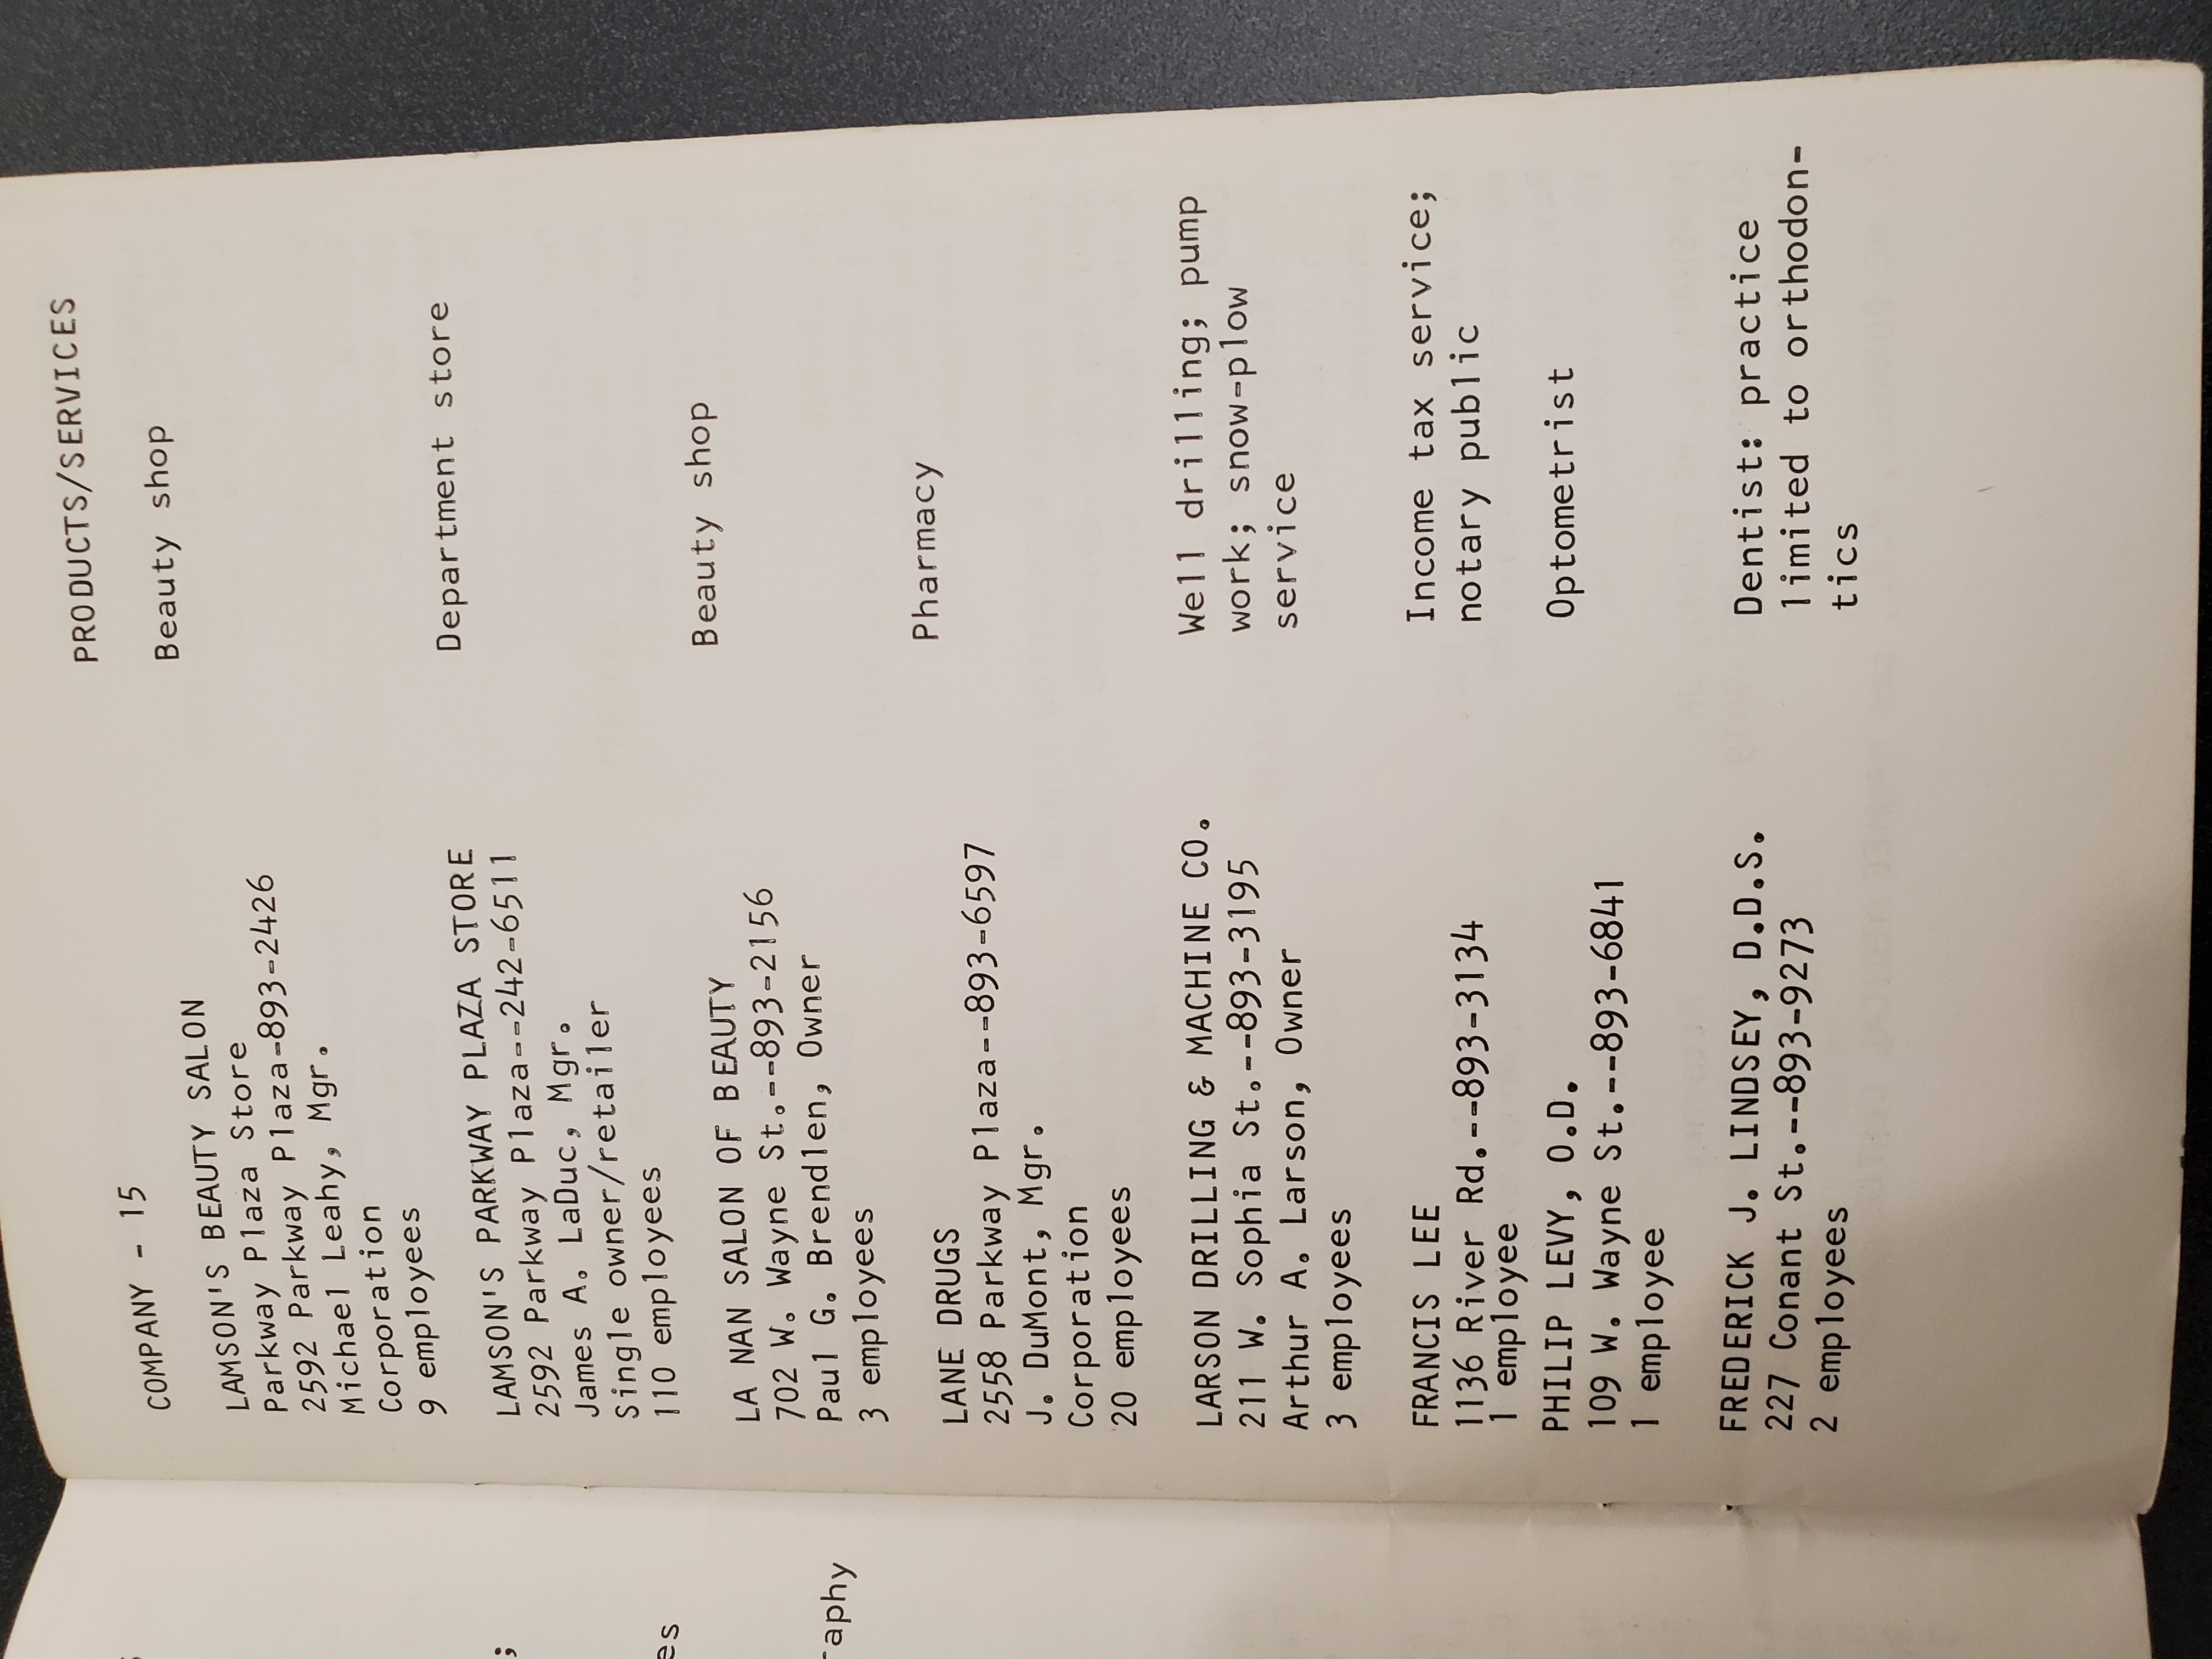 COMPANY - 15
PRODUCTS/SERVICES
LAMSON'S BEAUTY SALON
Beauty shop
Parkway Plaza Store
2592 Parkway Plaza-893-2426
Michael Leahy, Mgr.
Corporation
9 employees
LAMSON'S PARKWAY PLAZA STORE
Department store
2592 Parkway Plaza--242-6511
James A. LaDuc, Mgr.
Single owner/retailer
110 employees
LA NAN SALON OF BEAUTY
Beauty shop
702 W. Wayne St.--893-2156
Paul G. Brendlen, Owner
3 employees
LANE DRUGS
Pharmacy
2558 Parkway Plaza--893-6597
J. DuMont, Mgr.
Corporation
20 employees
LARSON DRILLING & MACHINE CO.
Well drilling; pump
211 W. Sophia St.--893-3195
work; snow-plow
Arthur A. Larson, Owner
service
3 employees
FRANCIS LEE
Income tax service;
1136 River Rd.--893-3134
notary public
1 employee
PHILIP LEVY, O.D.
Optometrist
109 W. Wayne St.--893-6841
1 employee
FREDERICK J. LINDSEY, D.D.S.
Dentist: practice
227 Conant St.--893-9273
limited to orthodon-
2 employees
tics
;
es
raphy